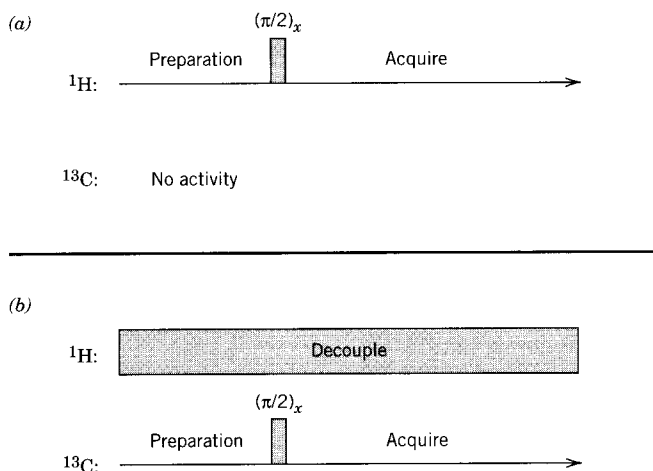 (a)
(π/2)ₓ
Preparation Acquire
¹H:
¹³C: No activity
(b)
¹H: Decouple
(π/2)ₓ
Preparation Acquire
¹³C: